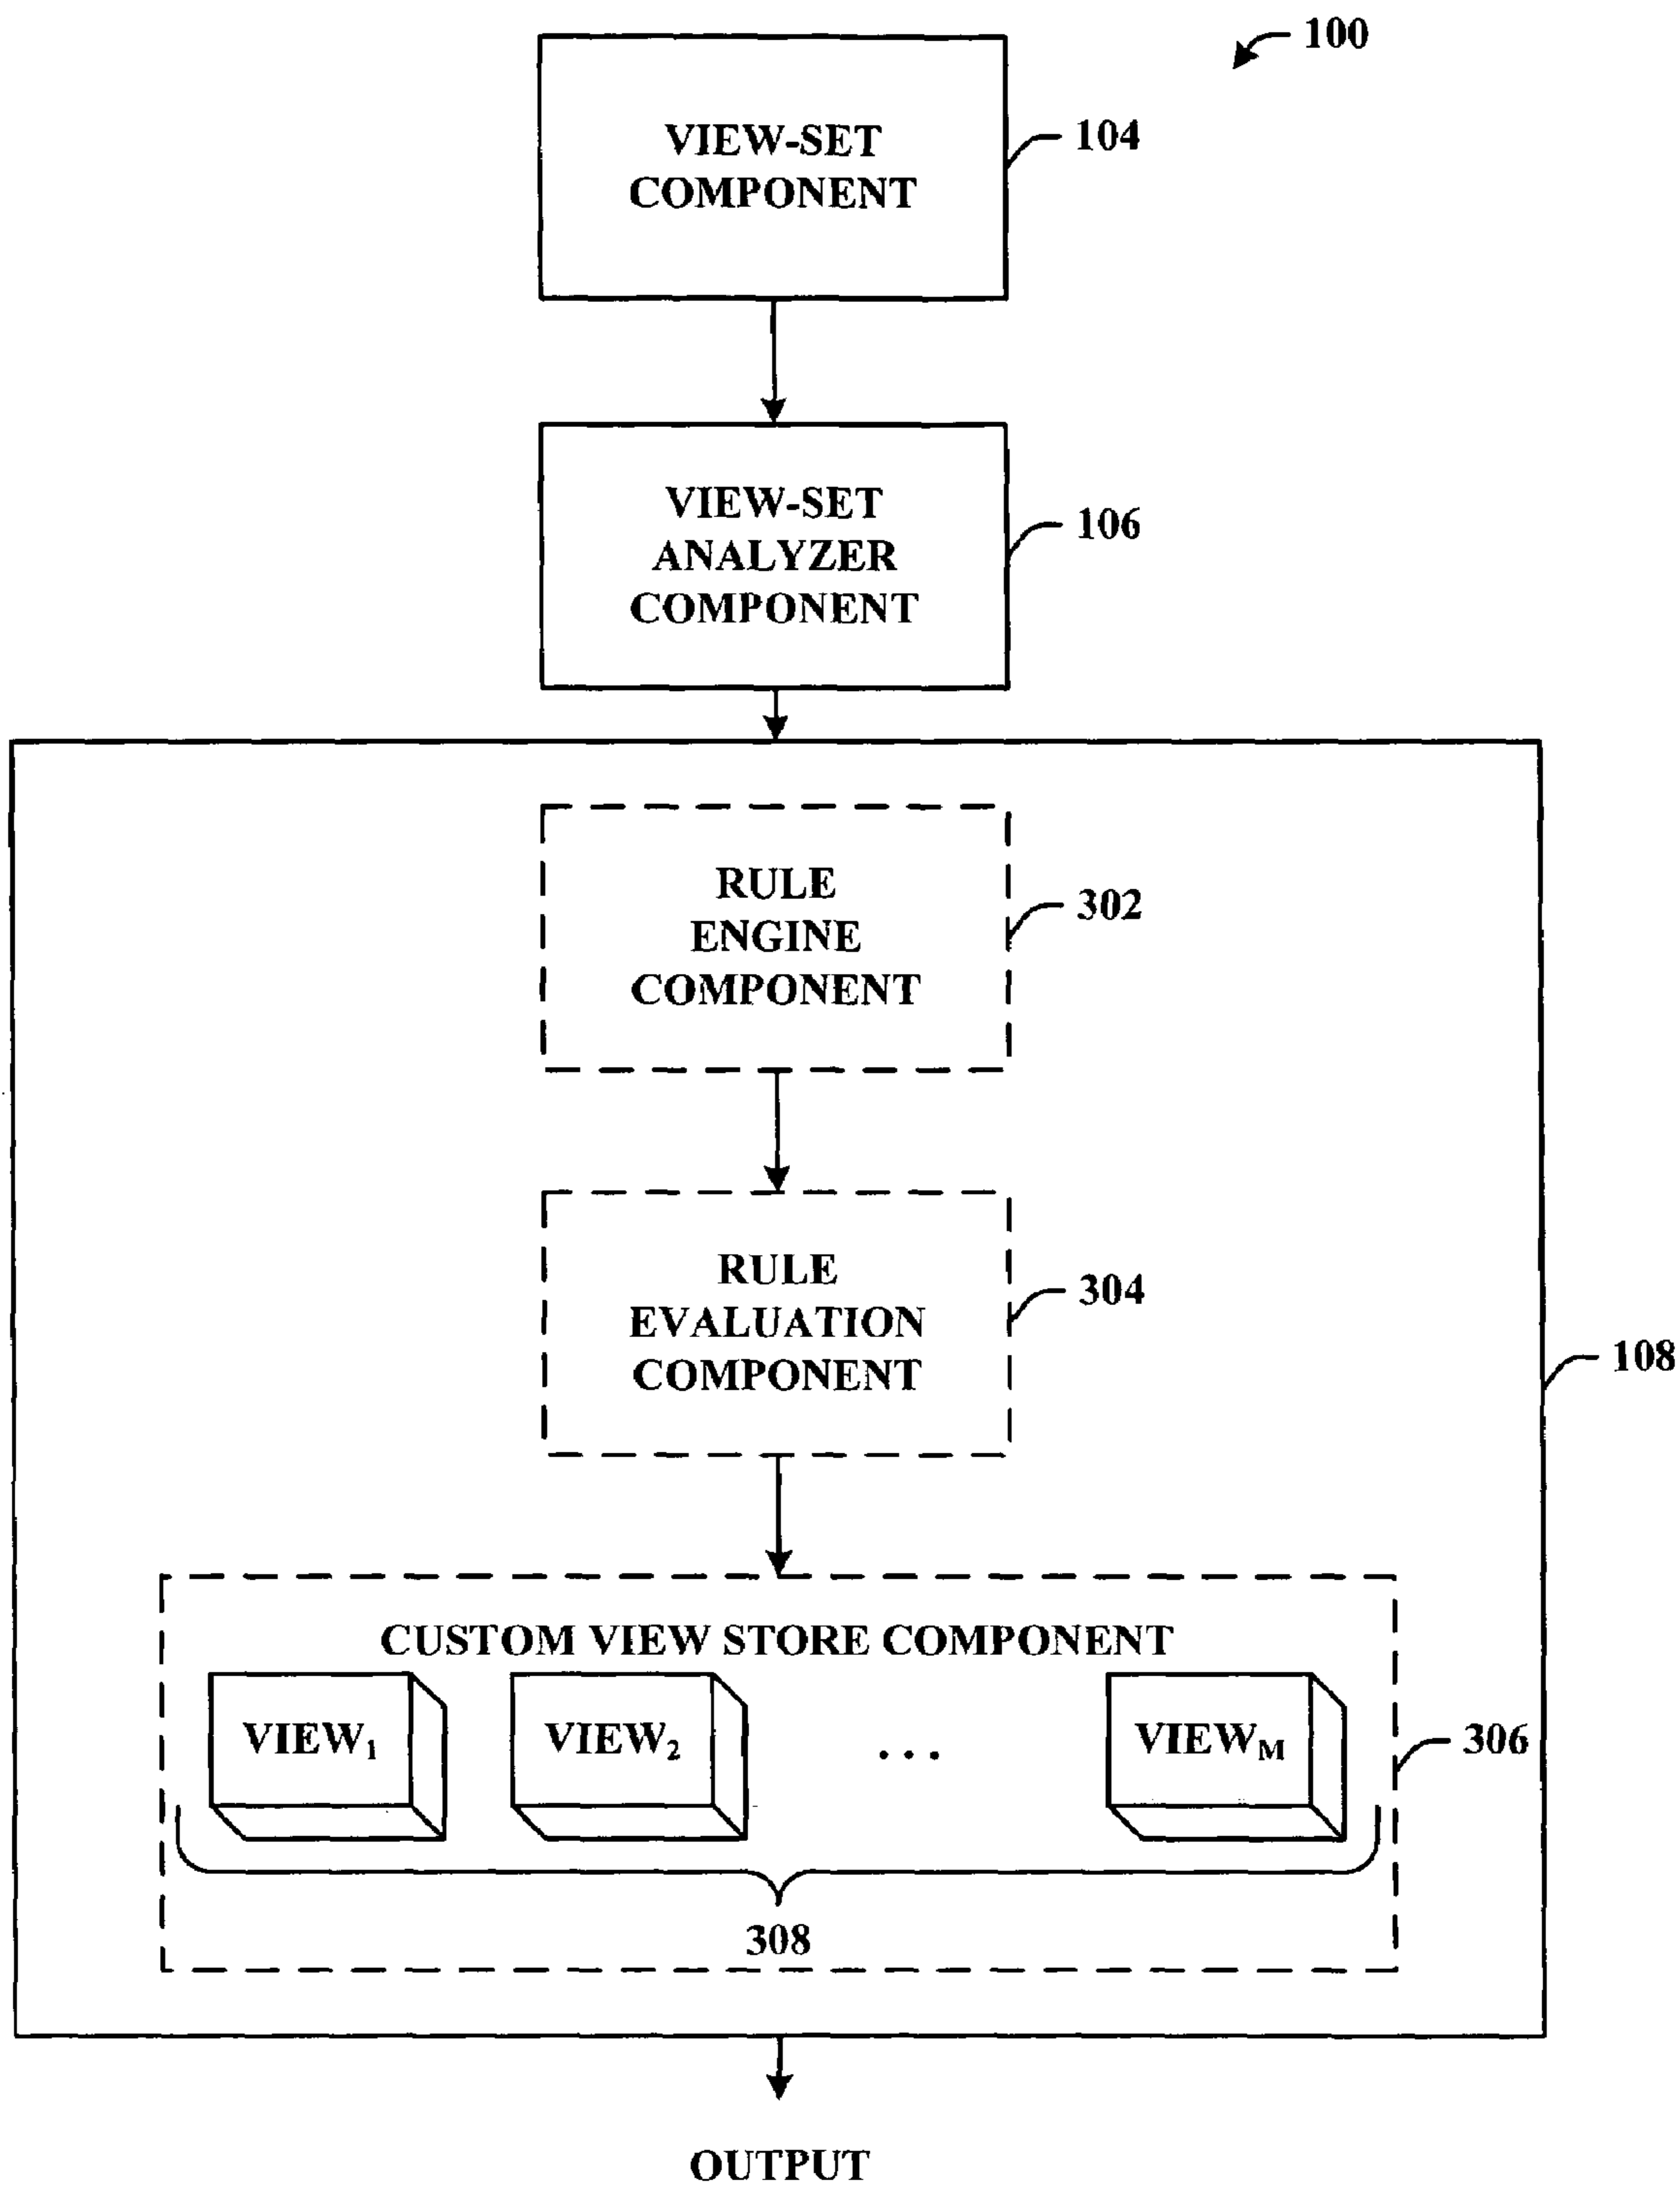 100
VIEW-SET
COMPONENT
104
VIEW-SET
ANALYZER
COMPONENT
106
RULE
ENGINE
COMPONENT
302
RULE
EVALUATION
COMPONENT
304
108
CUSTOM VIEW STORE COMPONENT
VIEW₁ VIEW₂ ... VIEW_M
306
308
OUTPUT